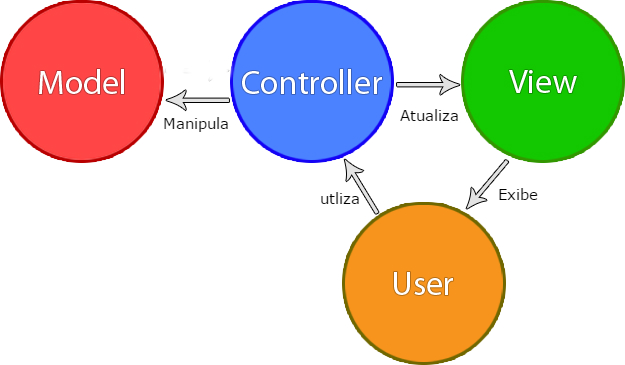 Model
Controller
View
Manipula
Atualiza
utliza
Exibe
User